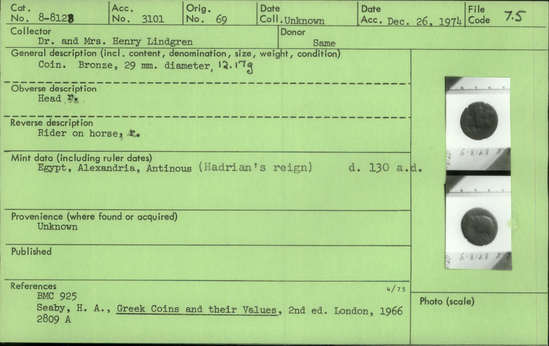 Cat. No. 8-8128 Acc. No. 3101 Orig. No. 69 Date Coll. Unknown Date Acc. Dec. 26, 1974 File Code 7.5
Collector Donor
Dr. and Mrs. Henry Lindgren Same
General description (incl. content, denomination, size, weight, condition)
Coin. Bronze, 29 mm. diameter, 12.17g
Obverse description
Head r.
Reverse description
Rider on horse, r.
Mint data (including ruler dates)
Egypt, Alexandria, Antinous (Hadrian's reign) d. 130 a.d.
Provenience (where found or acquired)
Unknown
Published
References 4/75
BMC 925
Seaby, H. A., Greek Coins and their Values, 2nd ed. London, 1966
2809 A
Photo (scale)
8-8128
8-8128